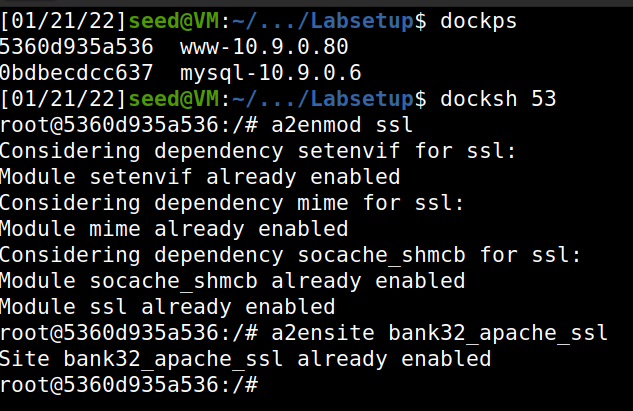 [01/21/22]seed@VM:~/.../Labsetup$ dockps
5360d935a536  www-10.9.0.80
0bdbecdcc637  mysql-10.9.0.6
[01/21/22]seed@VM:~/.../Labsetup$ docksh 53
root@5360d935a536:/# a2enmod ssl
Considering dependency setenvif for ssl:
Module setenvif already enabled
Considering dependency mime for ssl:
Module mime already enabled
Considering dependency socache_shmcb for ssl:
Module socache_shmcb already enabled
Module ssl already enabled
root@5360d935a536:/# a2ensite bank32_apache_ssl
Site bank32_apache_ssl already enabled
root@5360d935a536:/#